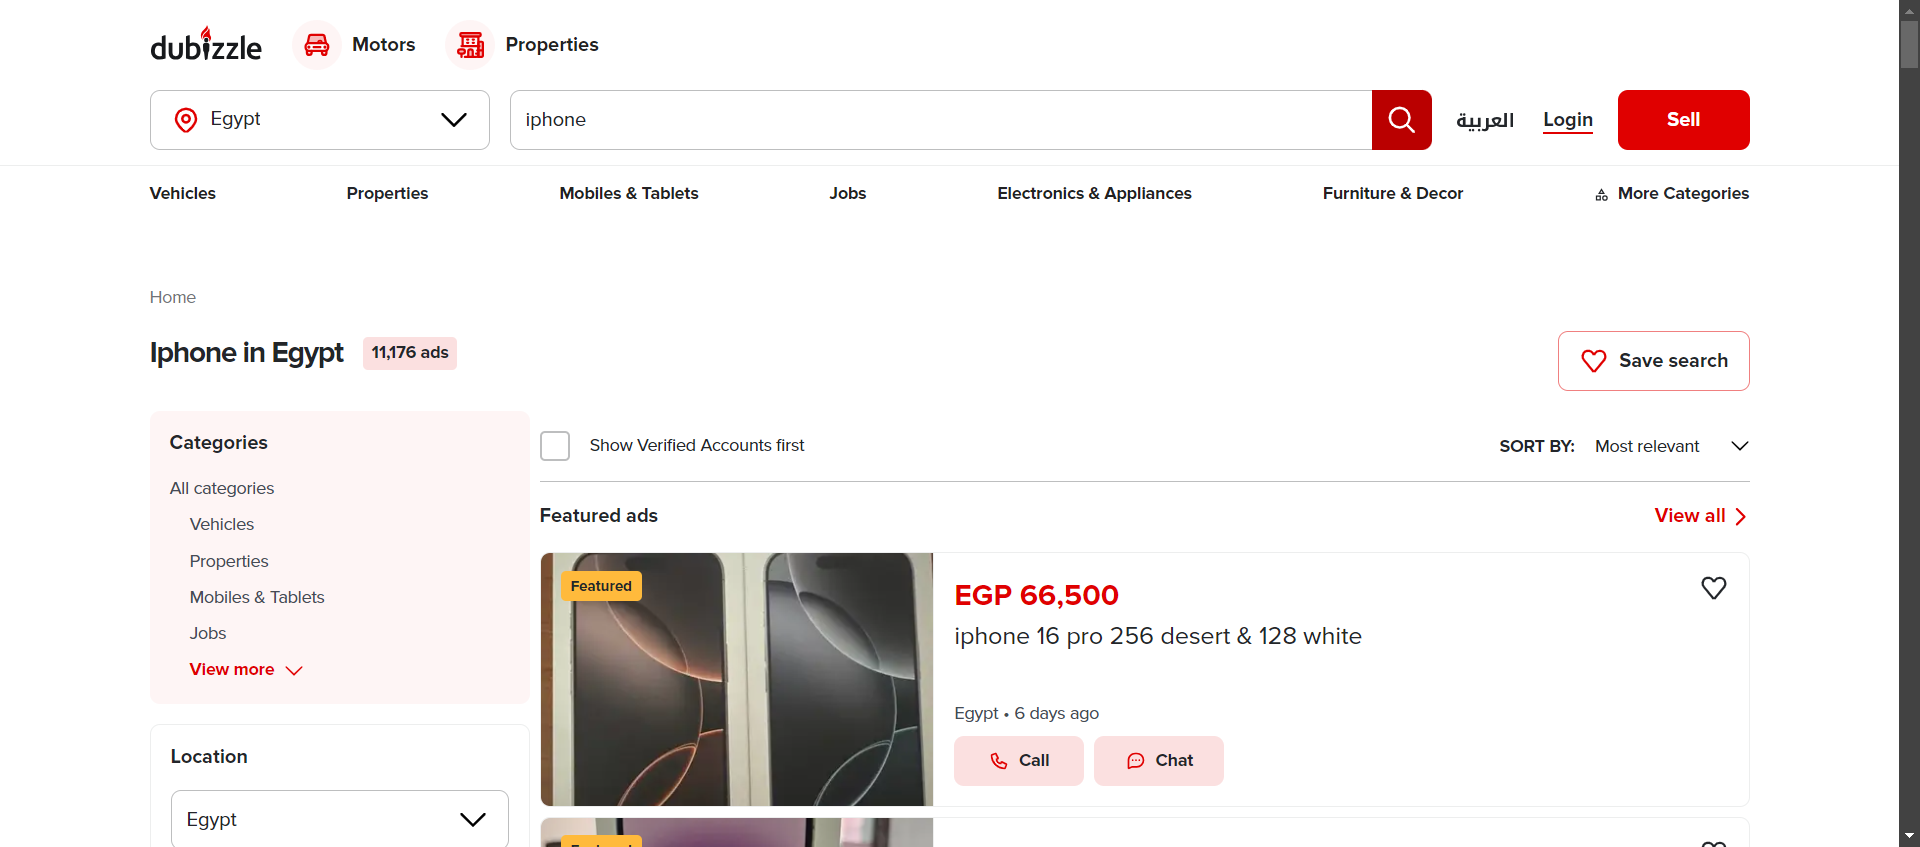 dubizzle
Motors
Properties
Egypt
iphone
العربية
Login
Sell
Vehicles
Properties
Mobiles & Tablets
Jobs
Electronics & Appliances
Furniture & Decor
More Categories
Home
Iphone in Egypt
11,176 ads
Save search
Categories
All categories
Vehicles
Properties
Mobiles & Tablets
Jobs
View more
Location
Egypt
Show Verified Accounts first
SORT BY: Most relevant
Featured ads
View all
Featured
EGP 66,500
iphone 16 pro 256 desert & 128 white
Egypt • 6 days ago
Call
Chat